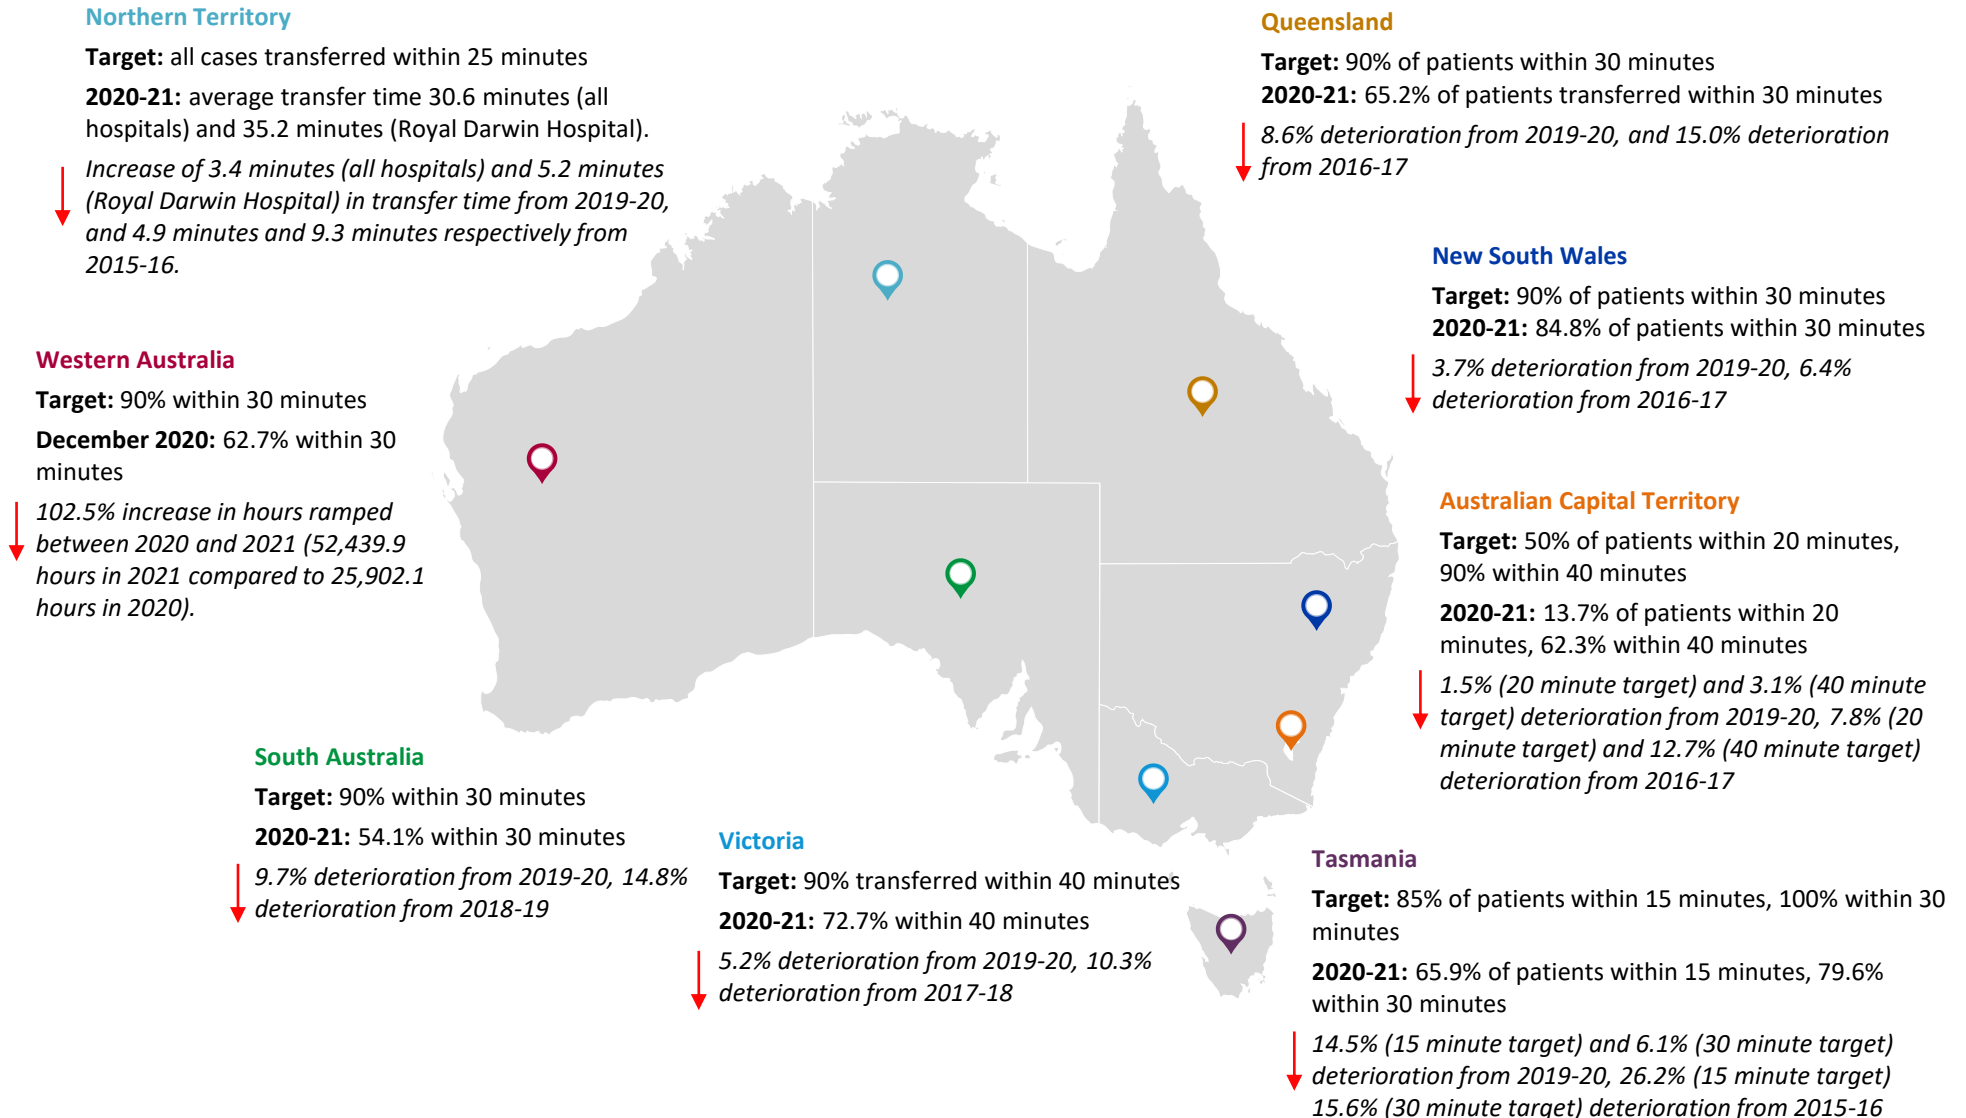 Northern Territory
Target: all cases transferred within 25 minutes
2020-21: average transfer time 30.6 minutes (all
hospitals) and 35.2 minutes (Royal Darwin Hospital).
Increase of 3.4 minutes (all hospitals) and 5.2 minutes
(Royal Darwin Hospital) in transfer time from 2019-20,
and 4.9 minutes and 9.3 minutes respectively from
2015-16.
Queensland
Target: 90% of patients within 30 minutes
2020-21: 65.2% of patients transferred within 30 minutes
8.6% deterioration from 2019-20, and 15.0% deterioration
from 2016-17
New South Wales
Target: 90% of patients within 30 minutes
2020-21: 84.8% of patients within 30 minutes
3.7% deterioration from 2019-20, 6.4%
deterioration from 2016-17
Western Australia
Target: 90% within 30 minutes
December 2020: 62.7% within 30
minutes
102.5% increase in hours ramped
between 2020 and 2021 (52,439.9
hours in 2021 compared to 25,902.1
hours in 2020).
Australian Capital Territory
Target: 50% of patients within 20 minutes,
90% within 40 minutes
2020-21: 13.7% of patients within 20
minutes, 62.3% within 40 minutes
1.5% (20 minute target) and 3.1% (40 minute
target) deterioration from 2019-20, 7.8% (20
minute target) and 12.7% (40 minute target)
deterioration from 2016-17
South Australia
Target: 90% within 30 minutes
2020-21: 54.1% within 30 minutes
9.7% deterioration from 2019-20, 14.8%
deterioration from 2018-19
Victoria
Target: 90% transferred within 40 minutes
2020-21: 72.7% within 40 minutes
5.2% deterioration from 2019-20, 10.3%
deterioration from 2017-18
Tasmania
Target: 85% of patients within 15 minutes, 100% within 30
minutes
2020-21: 65.9% of patients within 15 minutes, 79.6%
within 30 minutes
14.5% (15 minute target) and 6.1% (30 minute target)
deterioration from 2019-20, 26.2% (15 minute target)
15.6% (30 minute target) deterioration from 2015-16